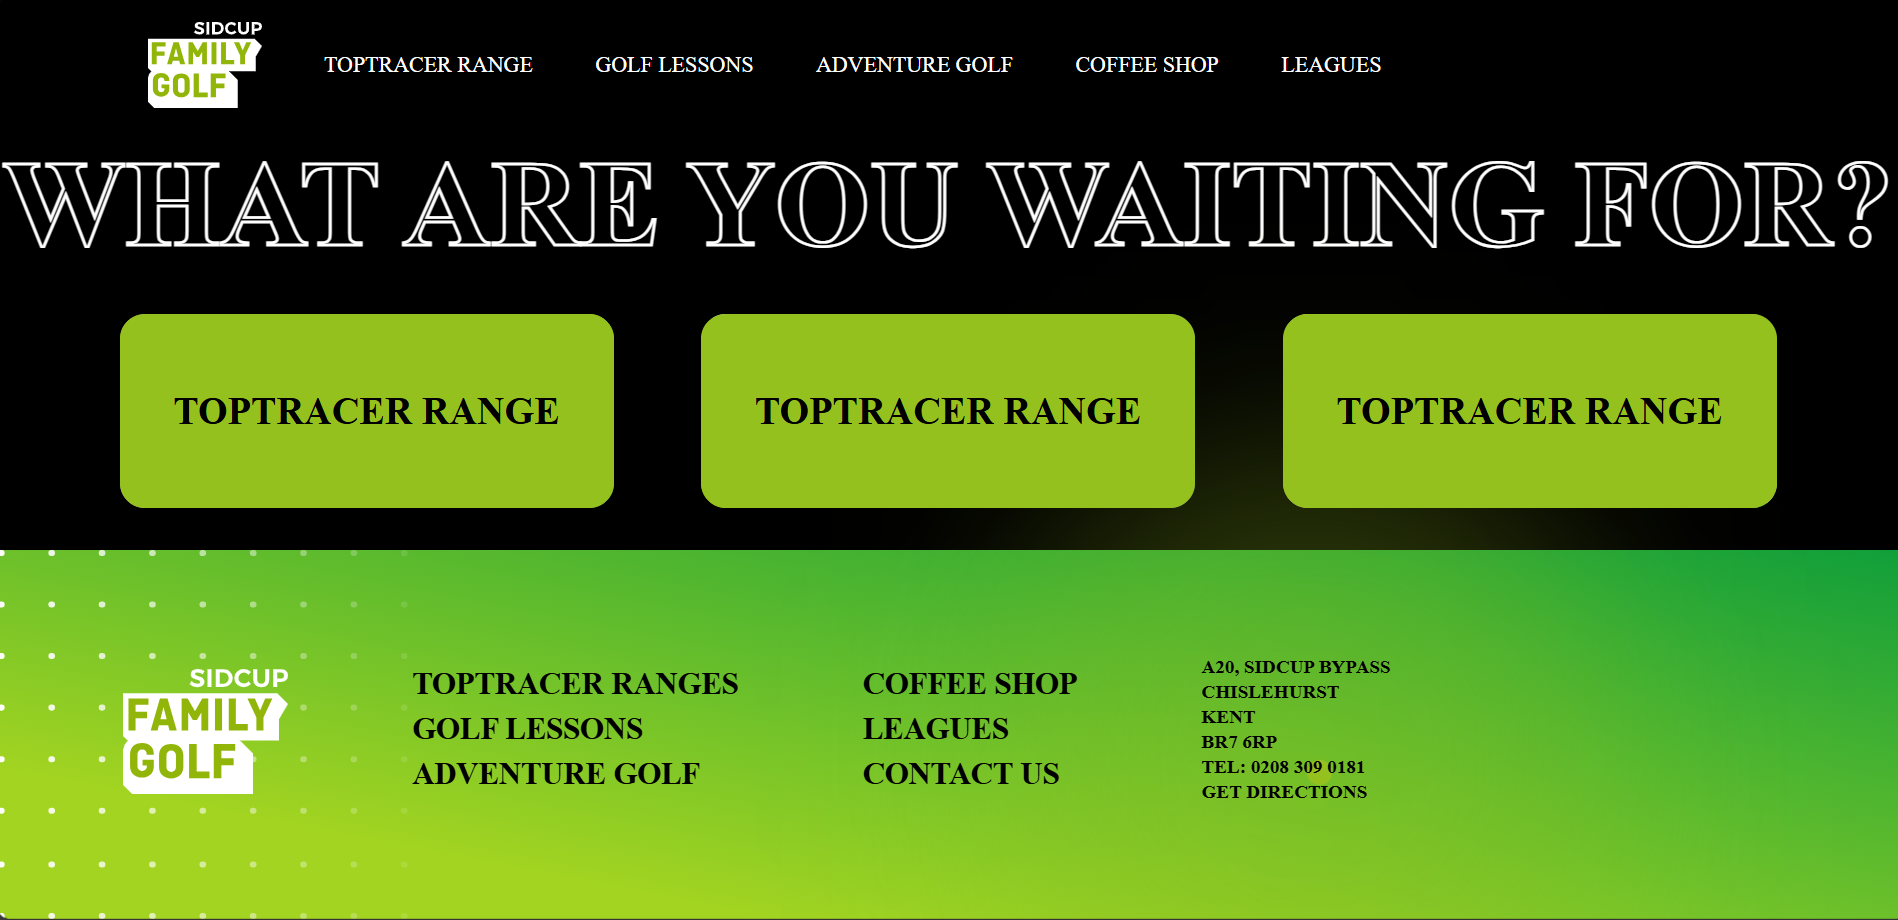 SIDCUP
FAMILY
GOLF
TOPTRACER RANGE
GOLF LESSONS
ADVENTURE GOLF
COFFEE SHOP
LEAGUES
WHAT ARE YOU WAITING FOR?
TOPTRACER RANGE
TOPTRACER RANGE
TOPTRACER RANGE
SIDCUP
FAMILY
GOLF
TOPTRACER RANGES
GOLF LESSONS
ADVENTURE GOLF
COFFEE SHOP
LEAGUES
CONTACT US
A20, SIDCUP BYPASS
CHISLEHURST
KENT
BR7 6RP
TEL: 0208 309 0181
GET DIRECTIONS